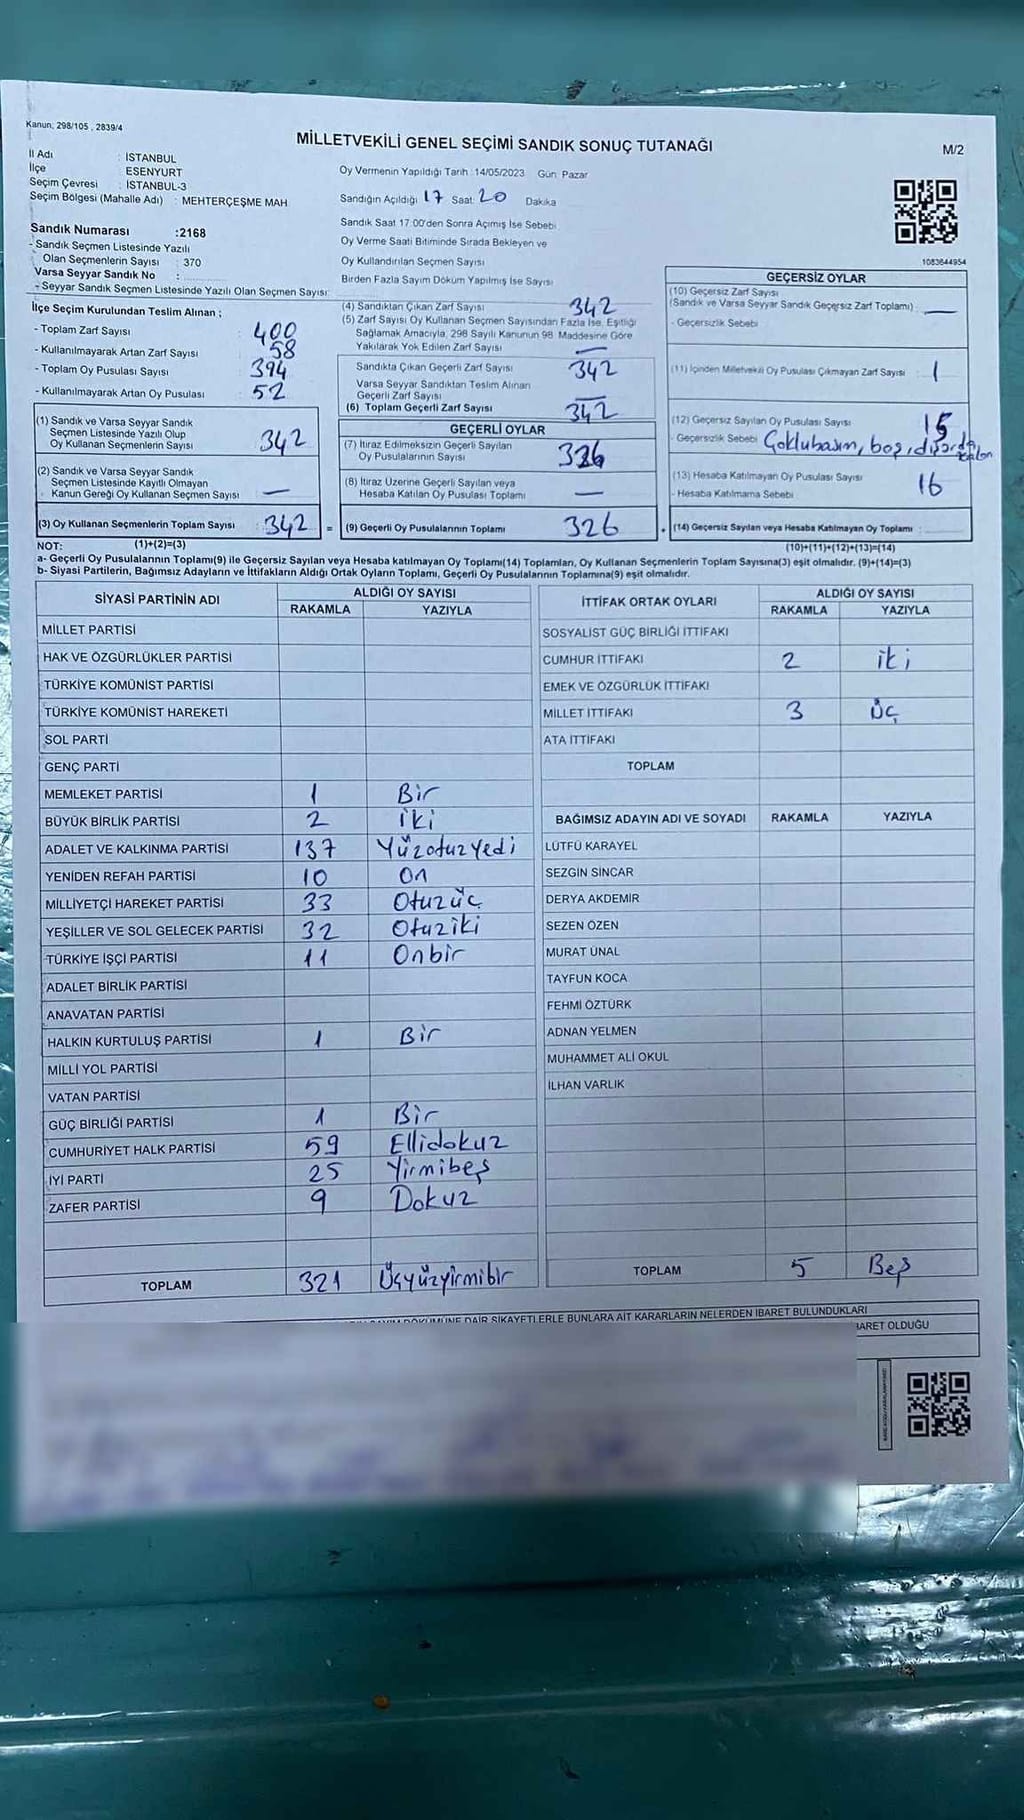 Kanun; 298/105 , 2839/4
MİLLETVEKİLİ GENEL SEÇİMİ SANDIK SONUÇ TUTANAĞI
M/2
İl Adı : İSTANBUL
İlçe : ESENYURT
Seçim Çevresi : İSTANBUL-3
Seçim Bölgesi (Mahalle Adı) : MEHTERÇEŞME MAH.
Oy Vermenin Yapıldığı Tarih :14/05/2023 Gün: Pazar
Sandığın Açıldığı 17 Saat: 20 Dakika
Sandık Saat 17:00'den Sonra Açımış İse Sebebi
Oy Verme Saati Bitiminde Sırada Bekleyen ve
Oy Kullandırılan Seçmen Sayısı
Birden Fazla Sayım Döküm Yapılmış İse Sayısı
Sandık Numarası :2168
- Sandık Seçmen Listesinde Yazılı
Olan Seçmenlerin Sayısı : 370
Varsa Seyyar Sandık No :
- Seyyar Sandık Seçmen Listesinde Yazılı Olan Seçmen Sayısı:
1083644954
İlçe Seçim Kurulundan Teslim Alınan ;
- Toplam Zarf Sayısı 400
- Kullanılmayarak Artan Zarf Sayısı 58
- Toplam Oy Pusulası Sayısı 394
- Kullanılmayarak Artan Oy Pusulası 52
(1) Sandık ve Varsa Seyyar Sandık
Seçmen Listesinde Yazılı Olup
Oy Kullanan Seçmenlerin Sayısı 342
(2) Sandık ve Varsa Seyyar Sandık
Seçmen Listesinde Kayıtlı Olmayan
Kanun Gereği Oy Kullanan Seçmen Sayısı —
(3) Oy Kullanan Seçmenlerin Toplam Sayısı : 342 =
(1)+(2)=(3)
(4) Sandıktan Çıkan Zarf Sayısı 342
(5) Zarf Sayısı Oy Kullanan Seçmen Sayısından Fazla İse, Eşitliği
Sağlamak Amacıyla, 298 Sayılı Kanunun 98. Maddesine Göre
Yakılarak Yok Edilen Zarf Sayısı —
Sandıkta Çıkan Geçerli Zarf Sayısı 342
Varsa Seyyar Sandıktan Teslim Alınan
Geçerli Zarf Sayısı —
(6) Toplam Geçerli Zarf Sayısı 342
GEÇERLİ OYLAR
(7) İtiraz Edilmeksizin Geçerli Sayılan
Oy Pusulalarının Sayısı 326
(8) İtiraz Üzerine Geçerli Sayılan veya
Hesaba Katılan Oy Pusulası Toplamı —
(9) Geçerli Oy Pusulalarının Toplamı 326 +
GEÇERSİZ OYLAR
(10) Geçersiz Zarf Sayısı
(Sandık ve Varsa Seyyar Sandık Geçersiz Zarf Toplamı) : —
- Geçersizlik Sebebi
(11) İçinden Milletvekili Oy Pusulası Çıkmayan Zarf Sayısı : 1
(12) Geçersiz Sayılan Oy Pusulası Sayısı 15
- Geçersizlik Sebebi Çoklubasım, boş, dışarda kalan
(13) Hesaba Katılmayan Oy Pusulası Sayısı 16
- Hesaba Katılmama Sebebi
(14) Geçersiz Sayılan veya Hesaba Katılmayan Oy Toplamı :
(10)+(11)+(12)+(13)=(14)
NOT:
a- Geçerli Oy Pusulalarının Toplamı(9) ile Geçersiz Sayılan veya Hesaba katılmayan Oy Toplamı(14) Toplamları, Oy Kullanan Seçmenlerin Toplam Sayısına(3) eşit olmalıdır. (9)+(14)=(3)
b- Siyasi Partilerin, Bağımsız Adayların ve İttifakların Aldığı Ortak Oyların Toplamı, Geçerli Oy Pusulalarının Toplamına(9) eşit olmalıdır.
SİYASİ PARTİNİN ADI ALDIĞI OY SAYISI
RAKAMLA YAZIYLA
MİLLET PARTİSİ
HAK VE ÖZGÜRLÜKLER PARTİSİ
TÜRKİYE KOMÜNİST PARTİSİ
TÜRKİYE KOMÜNİST HAREKETİ
SOL PARTİ
GENÇ PARTİ
MEMLEKET PARTİSİ 1 Bir
BÜYÜK BİRLİK PARTİSİ 2 iki
ADALET VE KALKINMA PARTİSİ 137 Yüzotuzyedi
YENİDEN REFAH PARTİSİ 10 On
MİLLİYETÇİ HAREKET PARTİSİ 33 Otuzüç
YEŞİLLER VE SOL GELECEK PARTİSİ 32 Otuziki
TÜRKİYE İŞÇİ PARTİSİ 11 Onbir
ADALET BİRLİK PARTİSİ
ANAVATAN PARTİSİ
HALKIN KURTULUŞ PARTİSİ 1 Bir
MİLLİ YOL PARTİSİ
VATAN PARTİSİ
GÜÇ BİRLİĞİ PARTİSİ 1 Bir
CUMHURİYET HALK PARTİSİ 59 Ellidokuz
İYİ PARTİ 25 Yirmibeş
ZAFER PARTİSİ 9 Dokuz
TOPLAM 321 Üçyüzyirmibir
İTTİFAK ORTAK OYLARI ALDIĞI OY SAYISI
RAKAMLA YAZIYLA
SOSYALİST GÜÇ BİRLİĞİ İTTİFAKI
CUMHUR İTTİFAKI 2 iki
EMEK VE ÖZGÜRLÜK İTTİFAKI
MİLLET İTTİFAKI 3 Üç
ATA İTTİFAKI
TOPLAM
BAĞIMSIZ ADAYIN ADI VE SOYADI RAKAMLA YAZIYLA
LÜTFÜ KARAYEL
SEZGİN SİNCAR
DERYA AKDEMİR
SEZEN ÖZEN
MURAT ÜNAL
TAYFUN KOCA
FEHMİ ÖZTÜRK
ADNAN YELMEN
MUHAMMET ALİ OKUL
İLHAN VARLIK
TOPLAM 5 Beş
DÖKÜMÜNE DAİR ŞİKAYETLERLE BUNLARA AİT KARARLARIN NELERDEN İBARET BULUNDUKLARI
BARET OLDUĞU